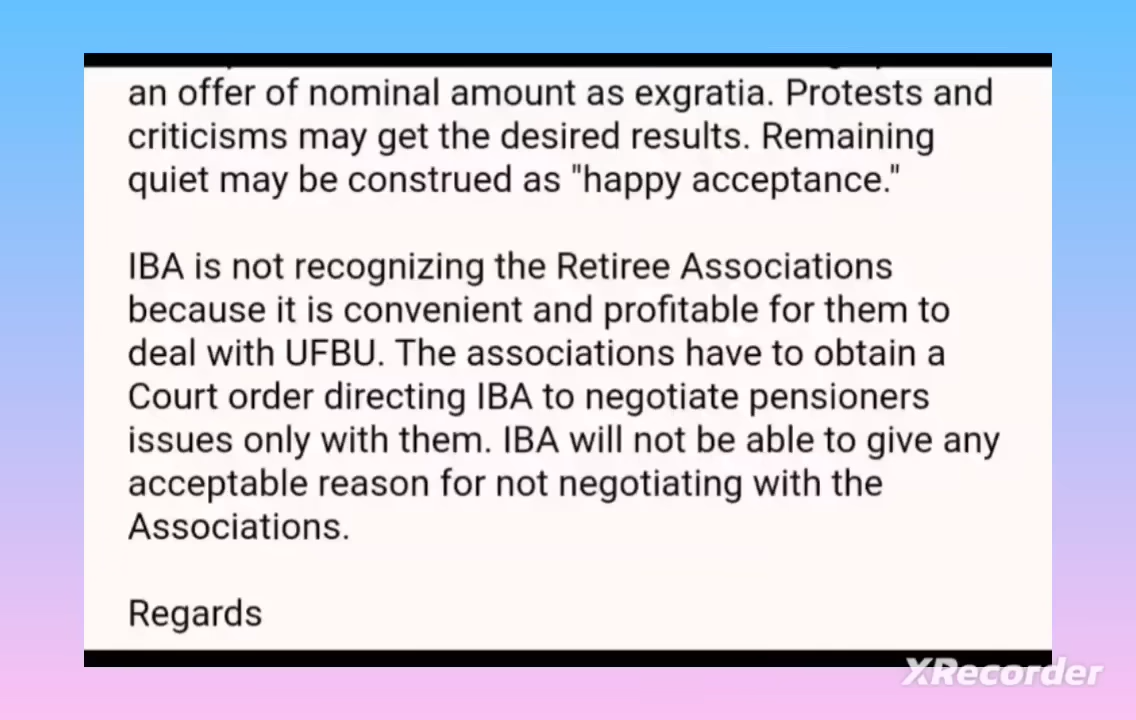 an offer of nominal amount as exgratia. Protests and
criticisms may get the desired results. Remaining
quiet may be construed as "happy acceptance."
IBA is not recognizing the Retiree Associations
because it is convenient and profitable for them to
deal with UFBU. The associations have to obtain a
Court order directing IBA to negotiate pensioners
issues only with them. IBA will not be able to give any
acceptable reason for not negotiating with the
Associations.
Regards
XRecorder